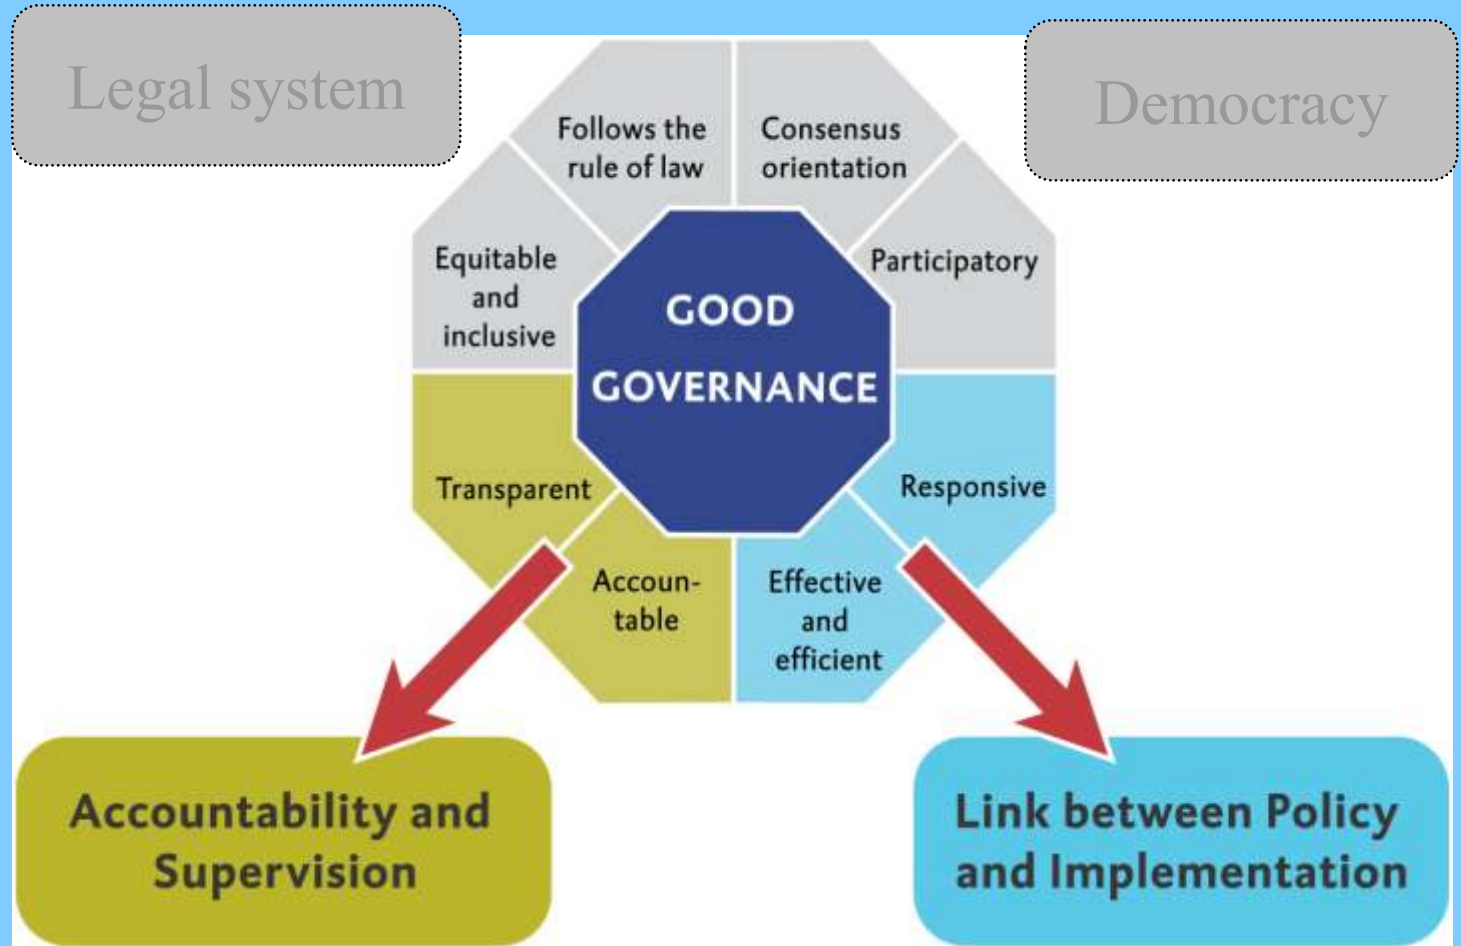 Legal system
Democracy
Follows the
rule of law
Consensus
orientation
Equitable
and
inclusive
Participatory
GOOD
GOVERNANCE
Transparent
Responsive
Accoun-
table
Effective
and
efficient
Accountability and
Supervision
Link between Policy
and Implementation